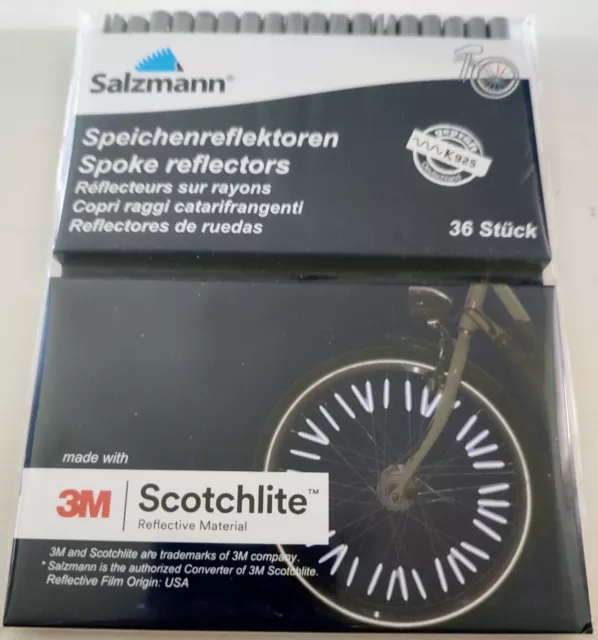 Salzmann®
Speichenreflektoren
Spoke reflectors
Réflecteurs sur rayons
Copri raggi catarifrangenti
Reflectores de ruedas
geprüft
K 925
36 Stück
made with
3M Scotchlite™
Reflective Material
3M and Scotchlite are trademarks of 3M company.
* Salzmann is the authorized Converter of 3M Scotchlite.
Reflective Film Origin: USA